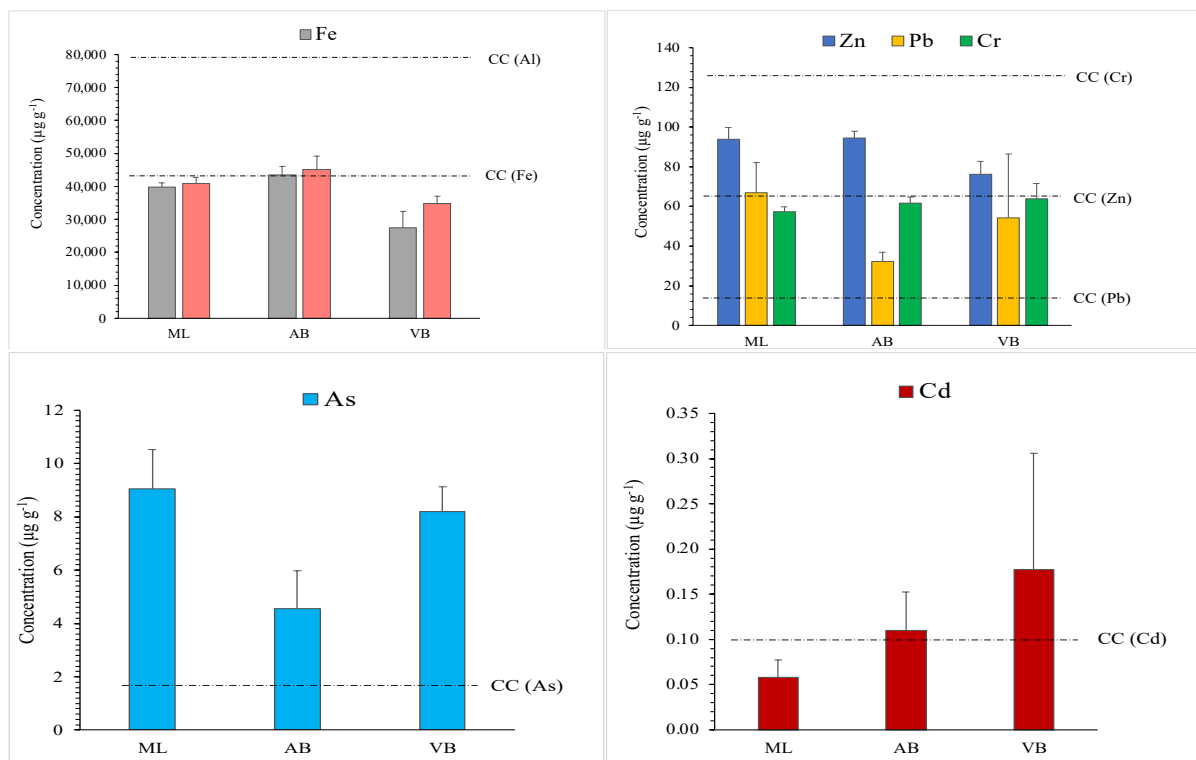 Fe
Concentration (µg g-1)
80,000
70,000
60,000
50,000
40,000
30,000
20,000
10,000
0
CC (Al)
CC (Fe)
ML AB VB
Zn Pb Cr
Concentration (µg g-1)
140
120
100
80
60
40
20
0
CC (Cr)
CC (Zn)
CC (Pb)
ML AB VB
As
Concentration (µg g-1)
12
10
8
6
4
2
0
CC (As)
ML AB VB
Cd
Concentration (µg g-1)
0.35
0.30
0.25
0.20
0.15
0.10
0.05
0.00
CC (Cd)
ML AB VB